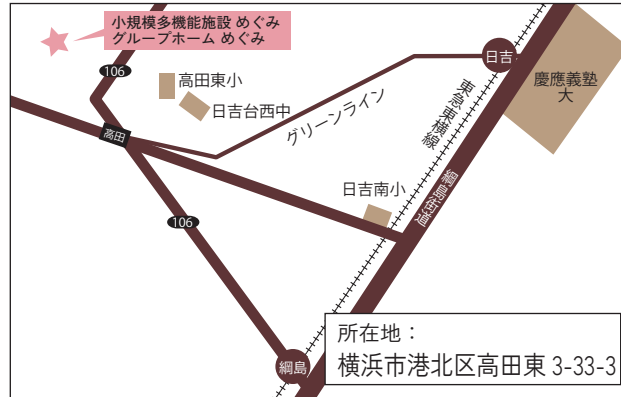 小規模多機能施設 めぐみ
グループホーム めぐみ
106
高田東小
日吉台西中
グリーンライン
日吉
慶應義塾
大
東急東横線
高田
日吉南小
綱島街道
106
綱島
所在地：
横浜市港北区高田東 3-33-3